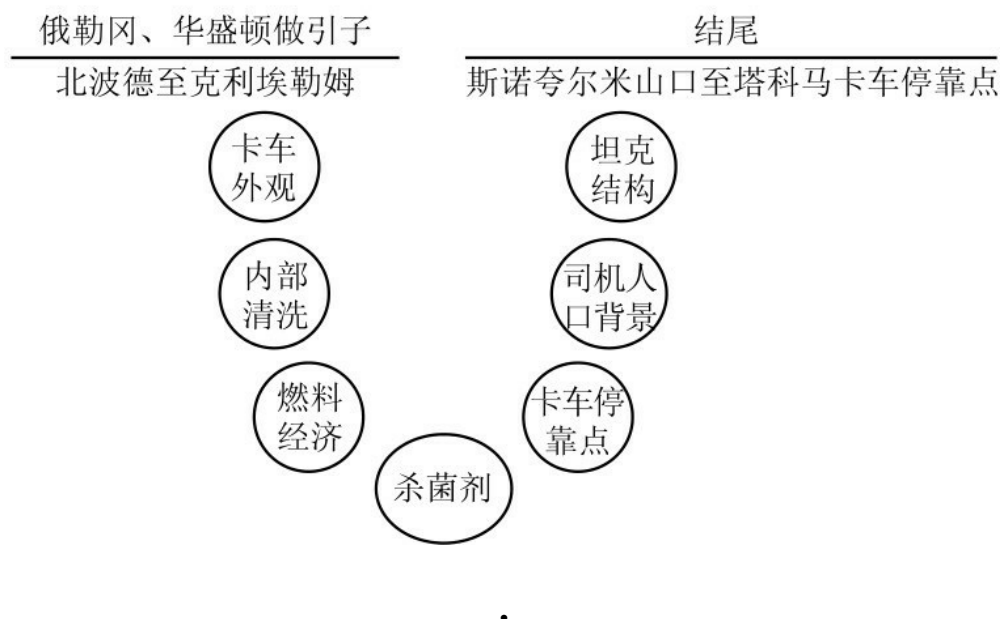 俄勒冈、华盛顿做引子
北波德至克利埃勒姆
卡车
外观
内部
清洗
燃料
经济
杀菌剂
卡车停
靠点
司机人
口背景
坦克
结构
结尾
斯诺夸尔米山口至塔科马卡车停靠点